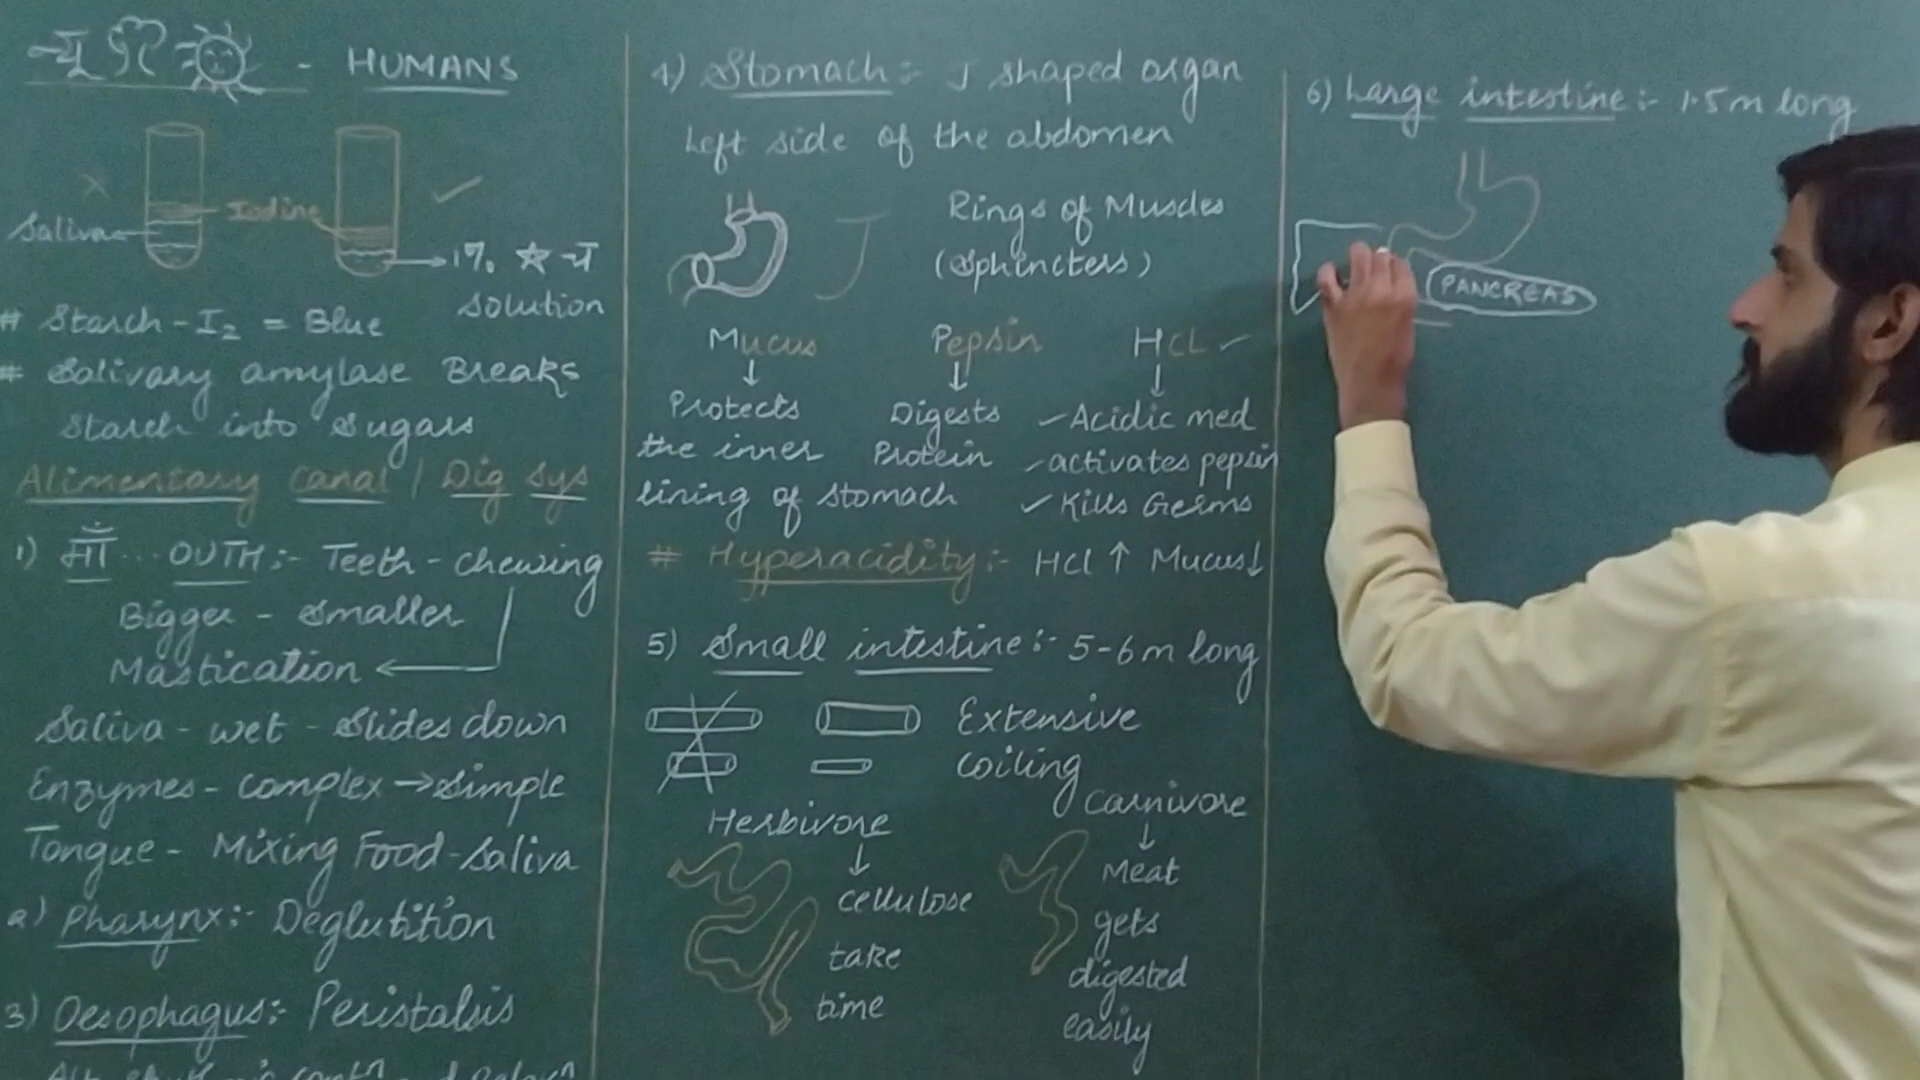 - HUMANS
Saliva
Iodine
1%
solution
# Starch - I₂ = Blue
# Salivary amylase Breaks
Starch into Sugars
Alimentary Canal / Dig Sys
1) माँ ... OUTH :- Teeth - chewing
Bigger - Smaller
Mastication ←
Saliva - wet - Slides down
Enzymes - Complex → Simple
Tongue - Mixing Food - Saliva
2) Pharynx :- Deglutition
3) Oesophagus :- Peristalsis
4) Stomach :- J shaped organ
Left side of the abdomen
J
Rings of Muscles
(Sphincters)
Mucus
↓
Protects
the inner
lining of stomach
Pepsin
↓
Digests
Protein
HCL ✓
↓
✓ Acidic med
✓ activates pepsin
✓ Kills Germs
# Hyperacidity :- HCl ↑ Mucus ↓
5) Small intestine :- 5-6 m long
Extensive
coiling
Herbivore
↓
cellulose
take
time
Carnivore
↓
Meat
gets
digested
easily
6) Large intestine :- 1.5 m long
PANCREAS